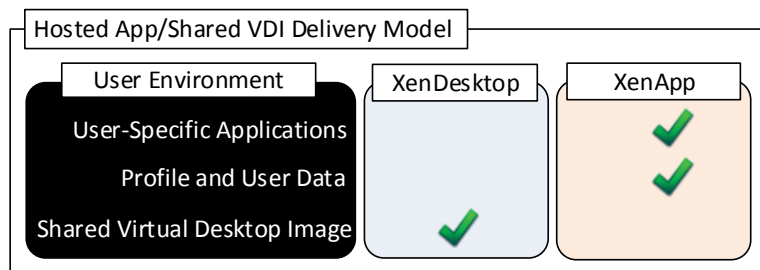 Hosted App/Shared VDI Delivery Model
User Environment
XenDesktop
XenApp
User-Specific Applications
Profile and User Data
Shared Virtual Desktop Image